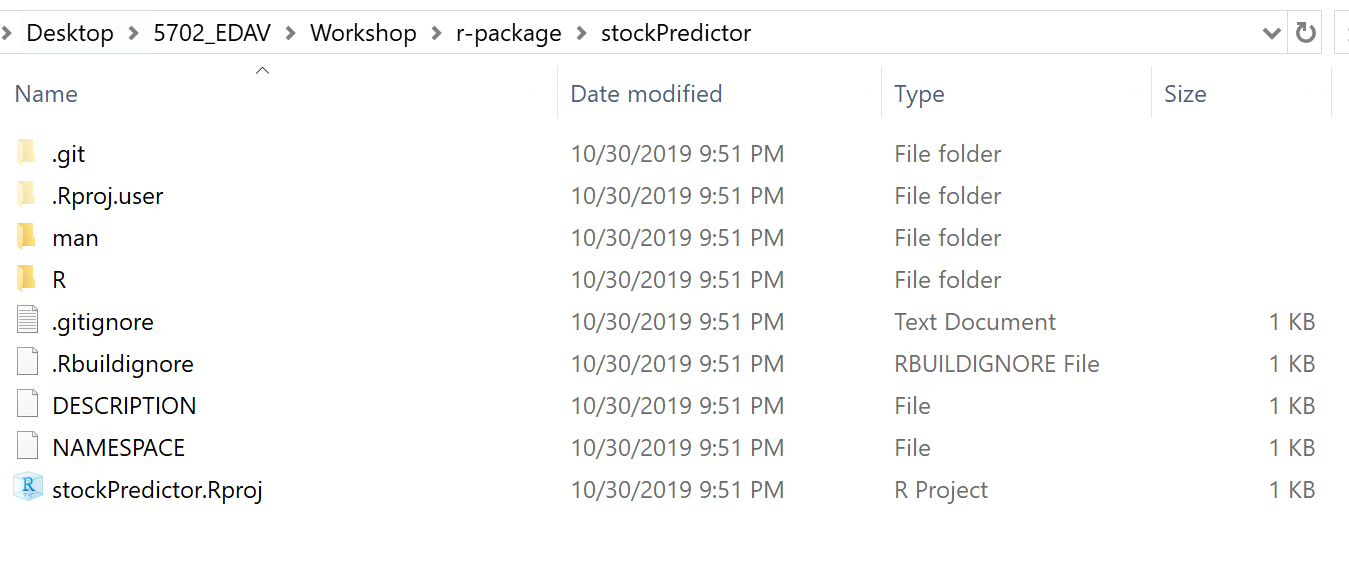 Desktop > 5702_EDAV > Workshop > r-package > stockPredictor
Name Date modified Type Size
.git 10/30/2019 9:51 PM File folder
.Rproj.user 10/30/2019 9:51 PM File folder
man 10/30/2019 9:51 PM File folder
R 10/30/2019 9:51 PM File folder
.gitignore 10/30/2019 9:51 PM Text Document 1 KB
.Rbuildignore 10/30/2019 9:51 PM RBUILDIGNORE File 1 KB
DESCRIPTION 10/30/2019 9:51 PM File 1 KB
NAMESPACE 10/30/2019 9:51 PM File 1 KB
stockPredictor.Rproj 10/30/2019 9:51 PM R Project 1 KB